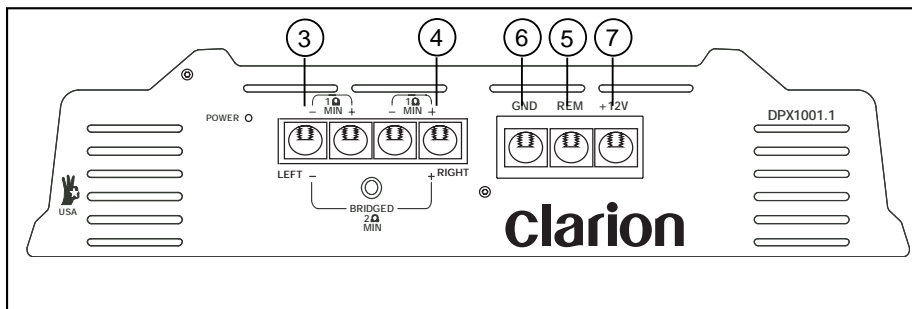 3 4 6 5 7
GND REM +12V
1Ω MIN
- +
1Ω MIN
- +
POWER
DPX1001.1
LEFT - + RIGHT
BRIDGED
2Ω
MIN
USA
clarion